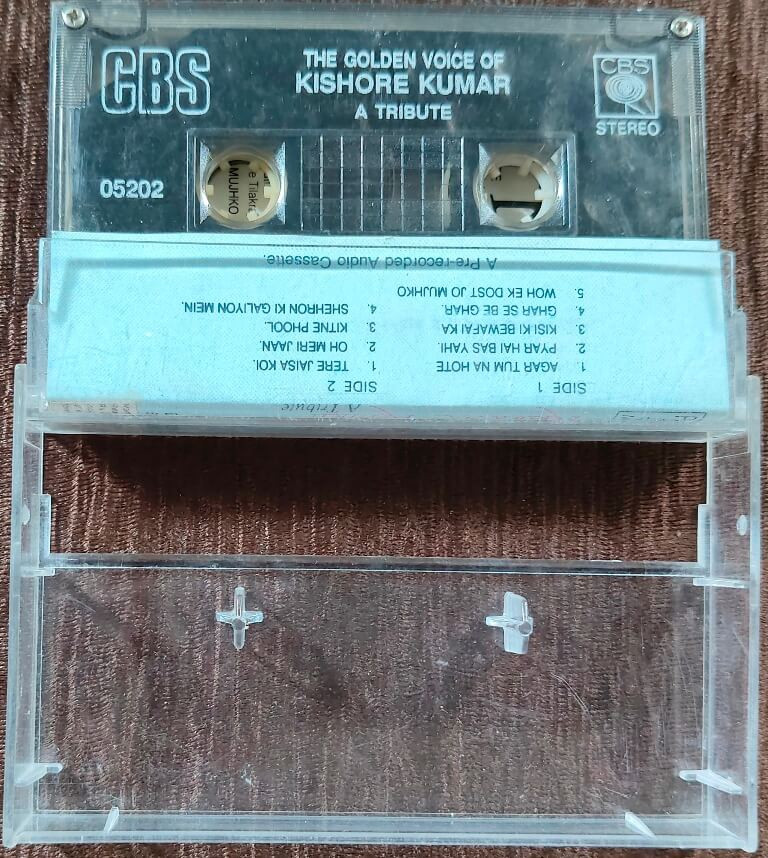 CBS
THE GOLDEN VOICE OF
KISHORE KUMAR
A TRIBUTE
CBS
STEREO
05202
e Tilak
MUJHKO
SIDE 1
1. AGAR TUM NA HOTE
2. PYAR HAI BAS YAHI.
3. KISI KI BEWAFAI KA
4. GHAR SE BE GHAR.
5. WOH EK DOST JO MUJHKO
SIDE 2
1. TERE JAISA KOI.
2. OH MERI JAAN.
3. KITNE PHOOL.
4. SHEHRON KI GALIYON MEIN.
A Pre-recorded Audio Cassette.
A Tribute